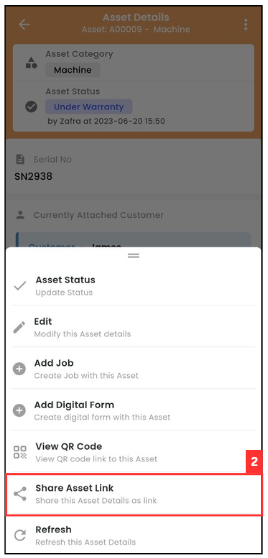 Asset Details
Asset: A00009 - Machine
Asset Category
Machine
Asset Status
Under Warranty
by Zafra at 2023-06-20 15:50
Serial No
SN2938
Currently Attached Customer
Customer James
Asset Status
Update Status
Edit
Modify this Asset details
Add Job
Create Job with this Asset
Add Digital Form
Create digital form with this Asset
View QR Code
View QR code link to this Asset
2
Share Asset Link
Share this Asset Details as link
Refresh
Refresh this Asset Details